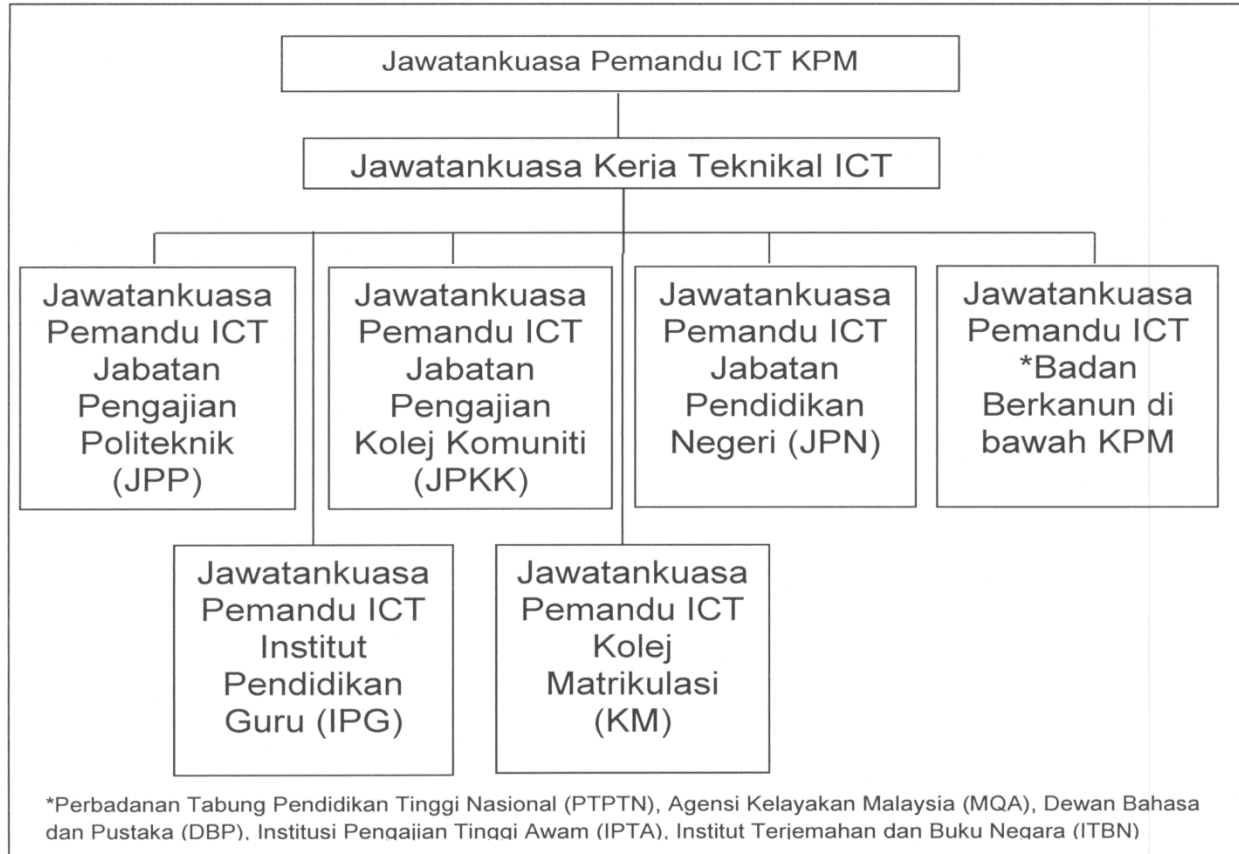 Jawatankuasa Pemandu ICT KPM
Jawatankuasa Kerja Teknikal ICT
Jawatankuasa
Pemandu ICT
Jabatan
Pengajian
Politeknik
(JPP)
Jawatankuasa
Pemandu ICT
Jabatan
Pengajian
Kolej Komuniti
(JPKK)
Jawatankuasa
Pemandu ICT
Jabatan
Pendidikan
Negeri (JPN)
Jawatankuasa
Pemandu ICT
*Badan
Berkanun di
bawah KPM
Jawatankuasa
Pemandu ICT
Institut
Pendidikan
Guru (IPG)
Jawatankuasa
Pemandu ICT
Kolej
Matrikulasi
(KM)
*Perbadanan Tabung Pendidikan Tinggi Nasional (PTPTN), Agensi Kelayakan Malaysia (MQA), Dewan Bahasa
dan Pustaka (DBP), Institusi Pengajian Tinggi Awam (IPTA), Institut Terjemahan dan Buku Negara (ITBN)